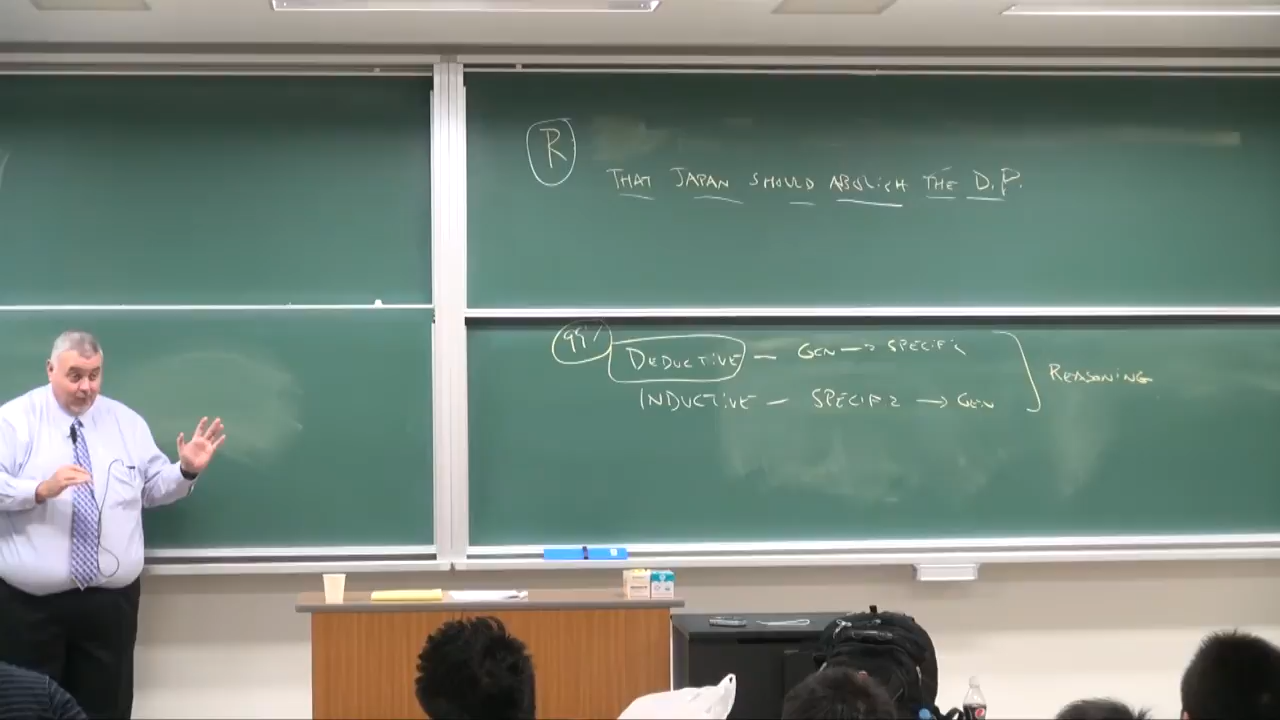 R
THAT JAPAN SHOULD ABOLISH THE D.P.
99%
DEDUCTIVE — GEN → SPECIFIC
INDUCTIVE — SPECIFIC → GEN
REASONING